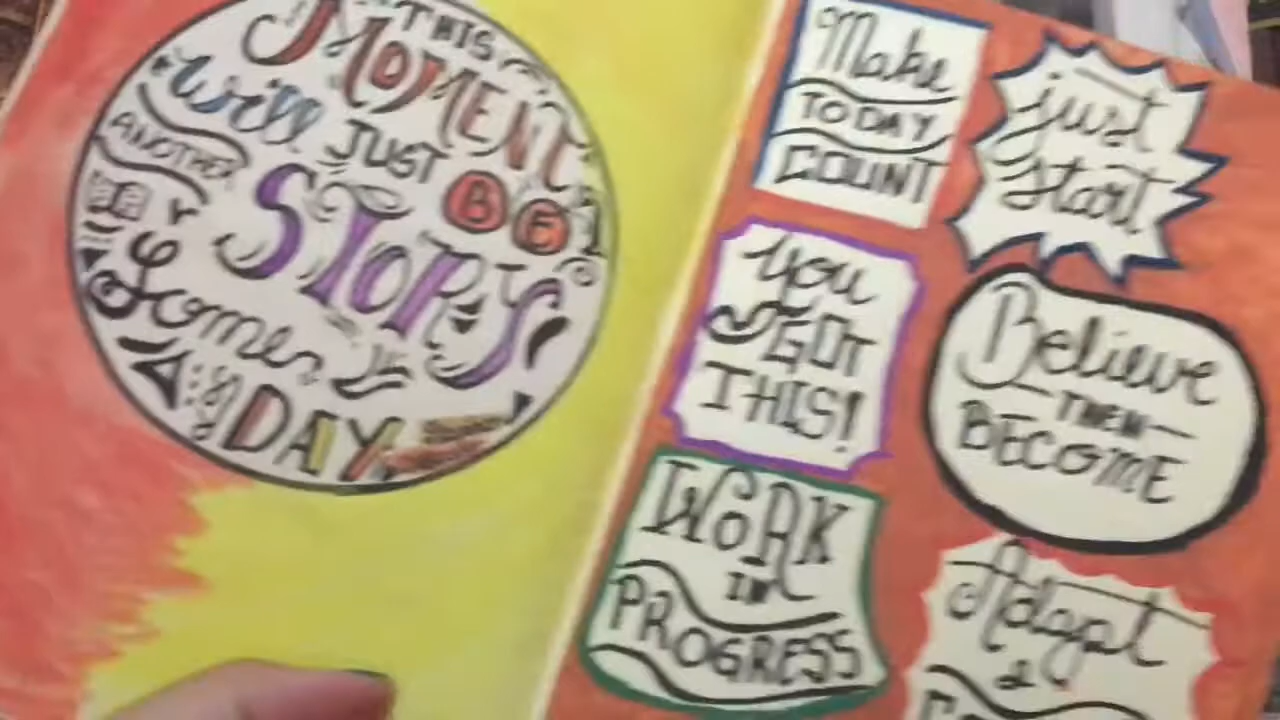 THIS
MOMENT
will JUST BE
ANOTHER
STORY
Someday
DAY
Make
TODAY
COUNT
just
start
you
GOT
THIS!
Believe
THEN
BECOME
WORK
IN
PROGRESS
Adapt
&